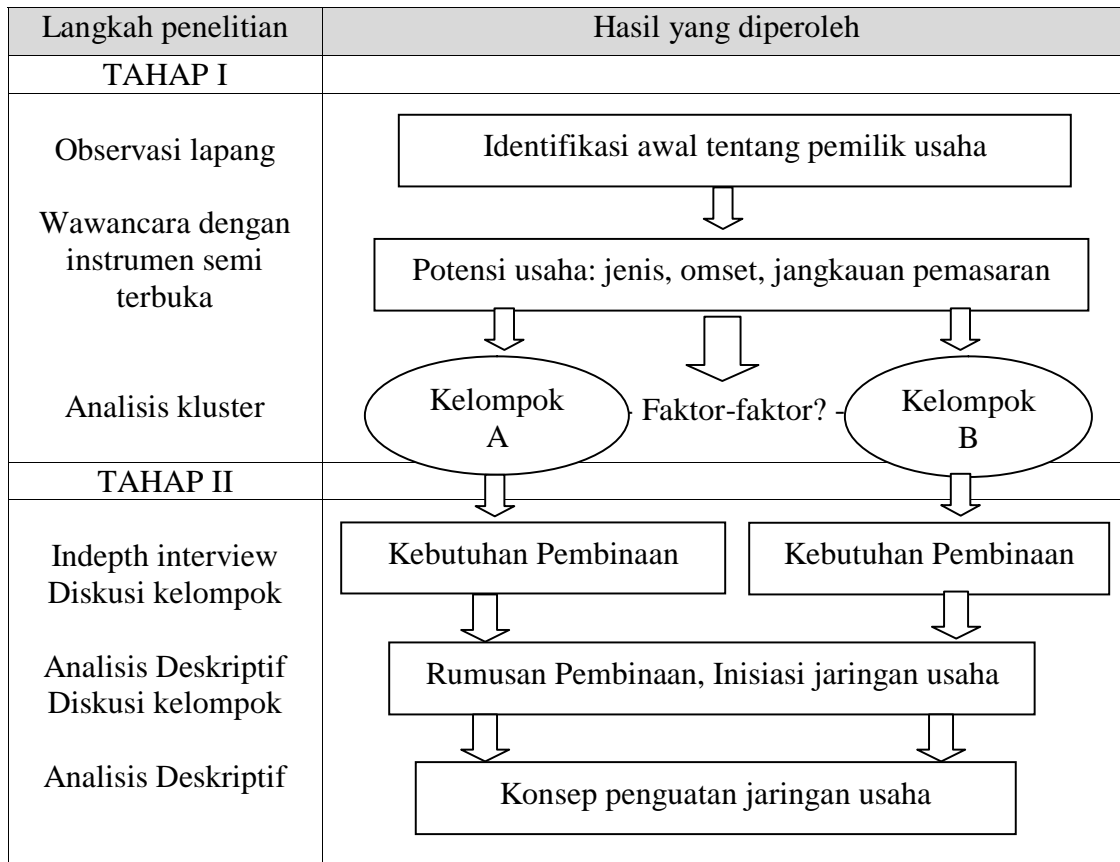 Langkah penelitian
Hasil yang diperoleh
TAHAP I
Observasi lapang
Identifikasi awal tentang pemilik usaha
Wawancara dengan
instrumen semi
terbuka
Potensi usaha: jenis, omset, jangkauan pemasaran
Analisis kluster
Kelompok
A
- Faktor-faktor? -
Kelompok
B
TAHAP II
Indepth interview
Diskusi kelompok
Kebutuhan Pembinaan
Kebutuhan Pembinaan
Analisis Deskriptif
Diskusi kelompok
Rumusan Pembinaan, Inisiasi jaringan usaha
Analisis Deskriptif
Konsep penguatan jaringan usaha